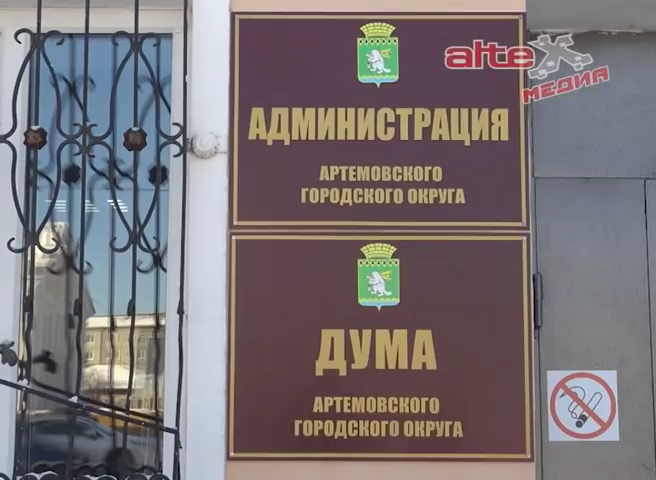 alteX
МЕДИА
АДМИНИСТРАЦИЯ
АРТЕМОВСКОГО
ГОРОДСКОГО ОКРУГА
ДУМА
АРТЕМОВСКОГО
ГОРОДСКОГО ОКРУГА